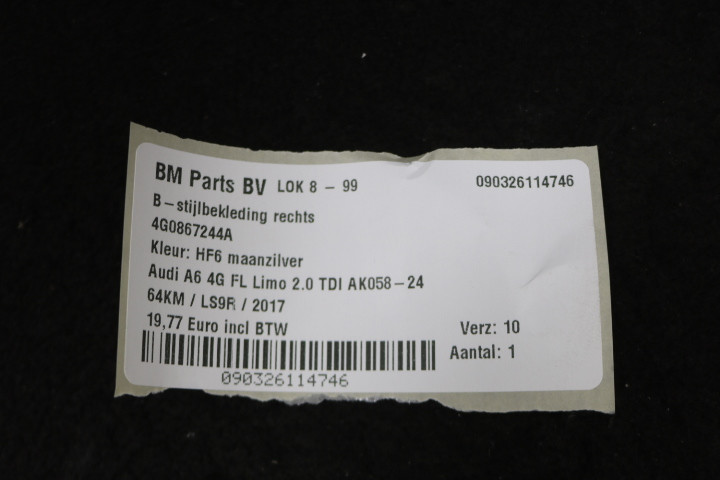 BM Parts BV LOK 8 - 99 090326114746
B-stijlbekleding rechts
4G0867244A
Kleur: HF6 maanzilver
Audi A6 4G FL Limo 2.0 TDI AK058-24
64KM / LS9R / 2017
19,77 Euro incl BTW Verz: 10
Aantal: 1
090326114746